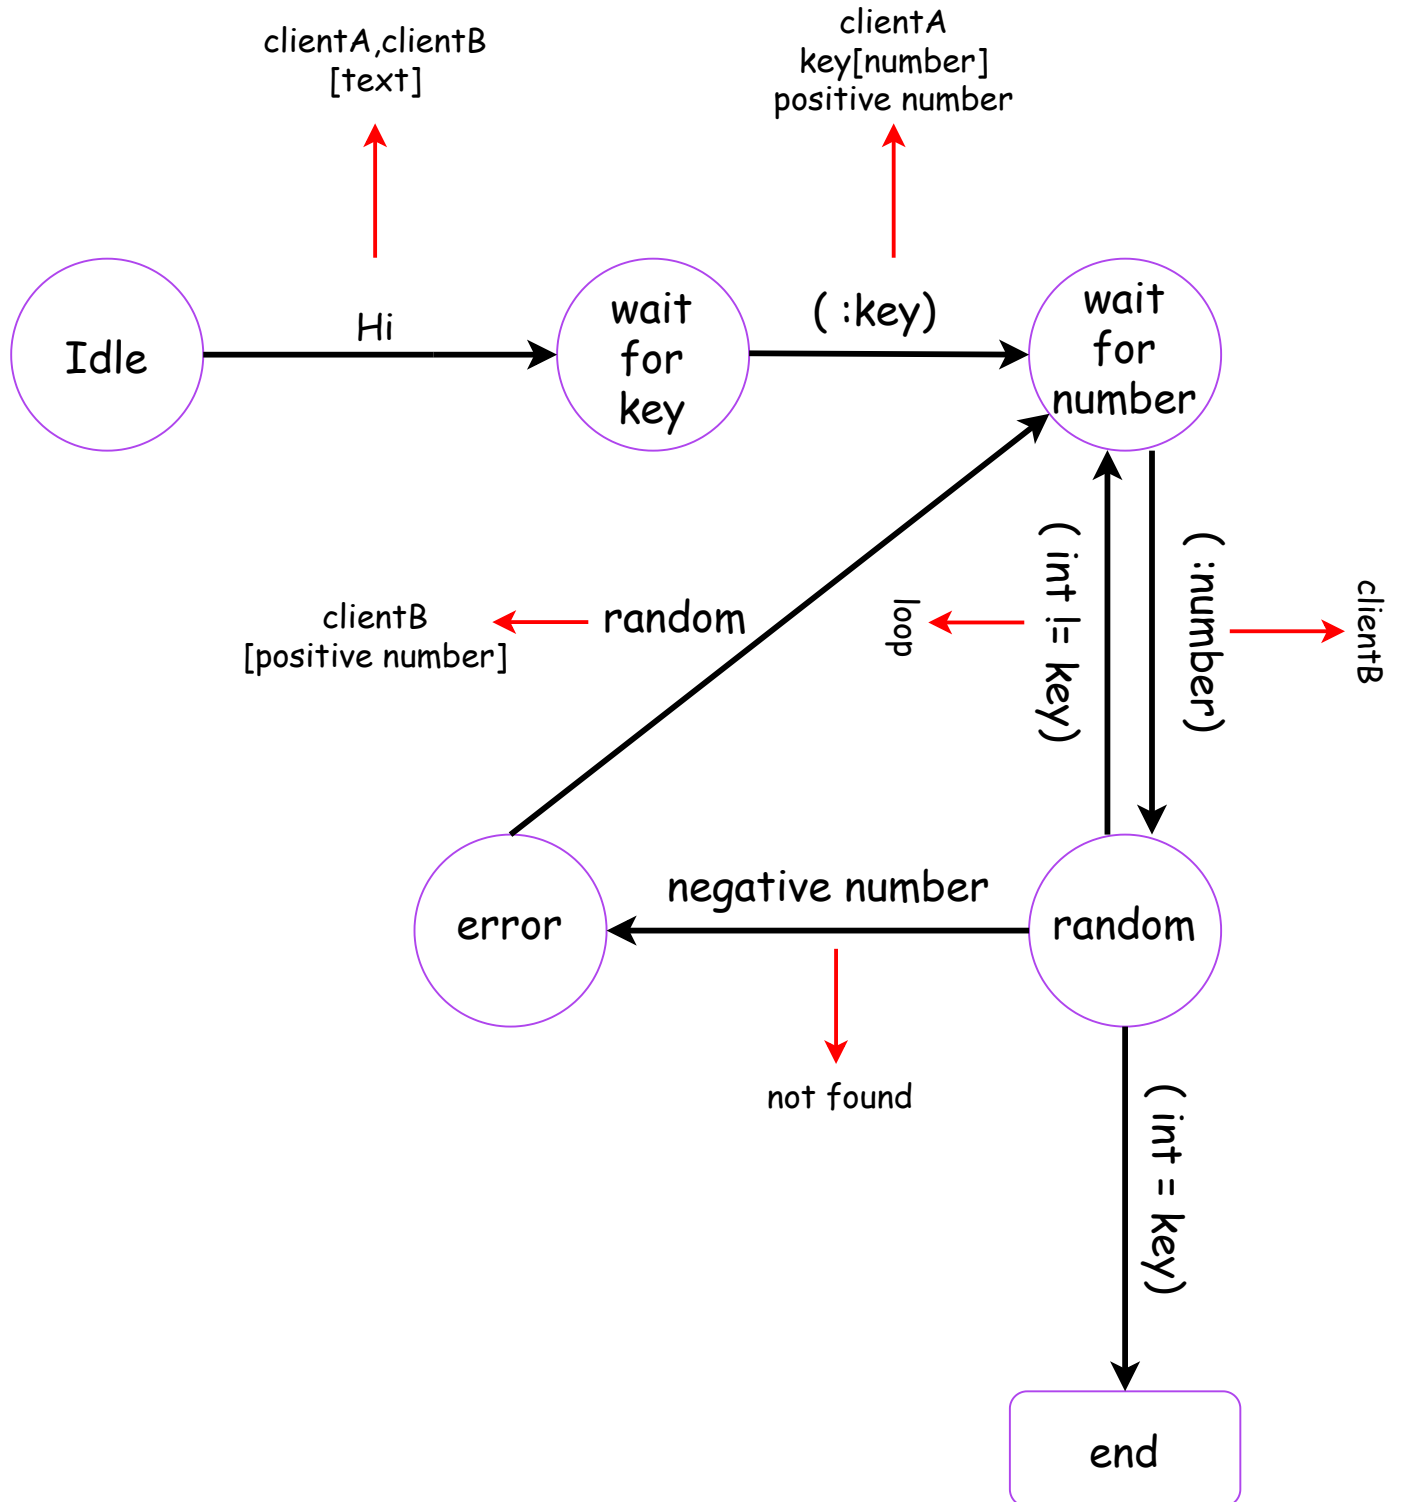 clientA,clientB
[text]
clientA
key[number]
positive number
Idle
Hi
wait
for
key
( :key)
wait
for
number
clientB
[positive number]
random
loop
( int != key)
( :number)
clientB
error
negative number
random
not found
( int = key)
end